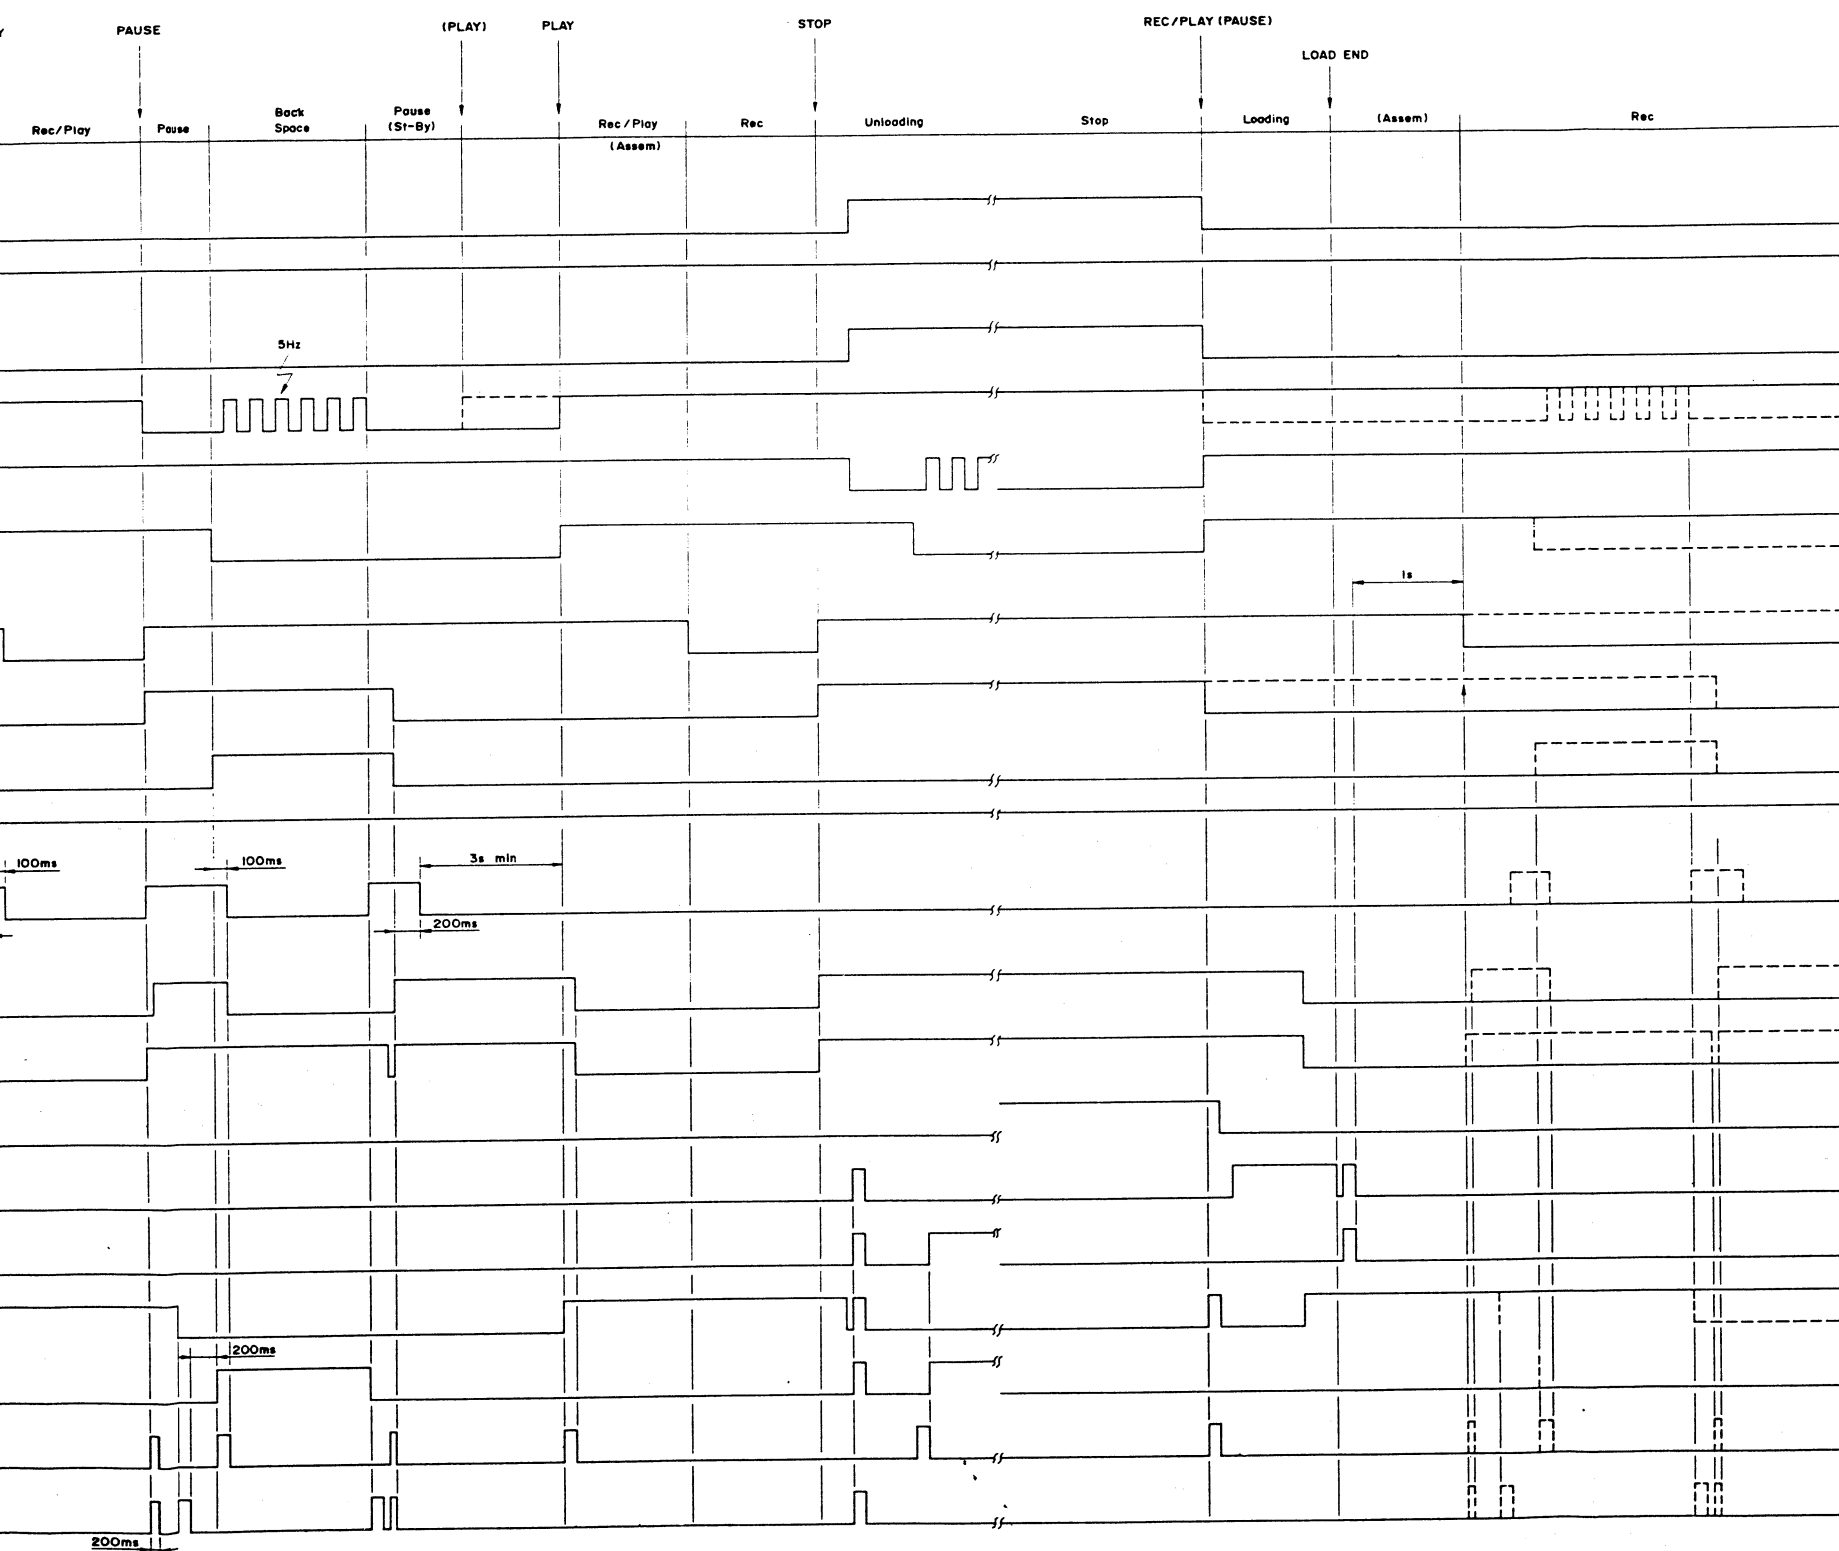 Y
PAUSE
(PLAY)
PLAY
STOP
REC/PLAY (PAUSE)
LOAD END
Rec/Play
Pause
Back
Space
Pause
(St-By)
Rec/Play
(Assem)
Rec
Unloading
Stop
Loading
(Assem)
Rec
5Hz
1s
100ms
100ms
3s min
200ms
200ms
200ms